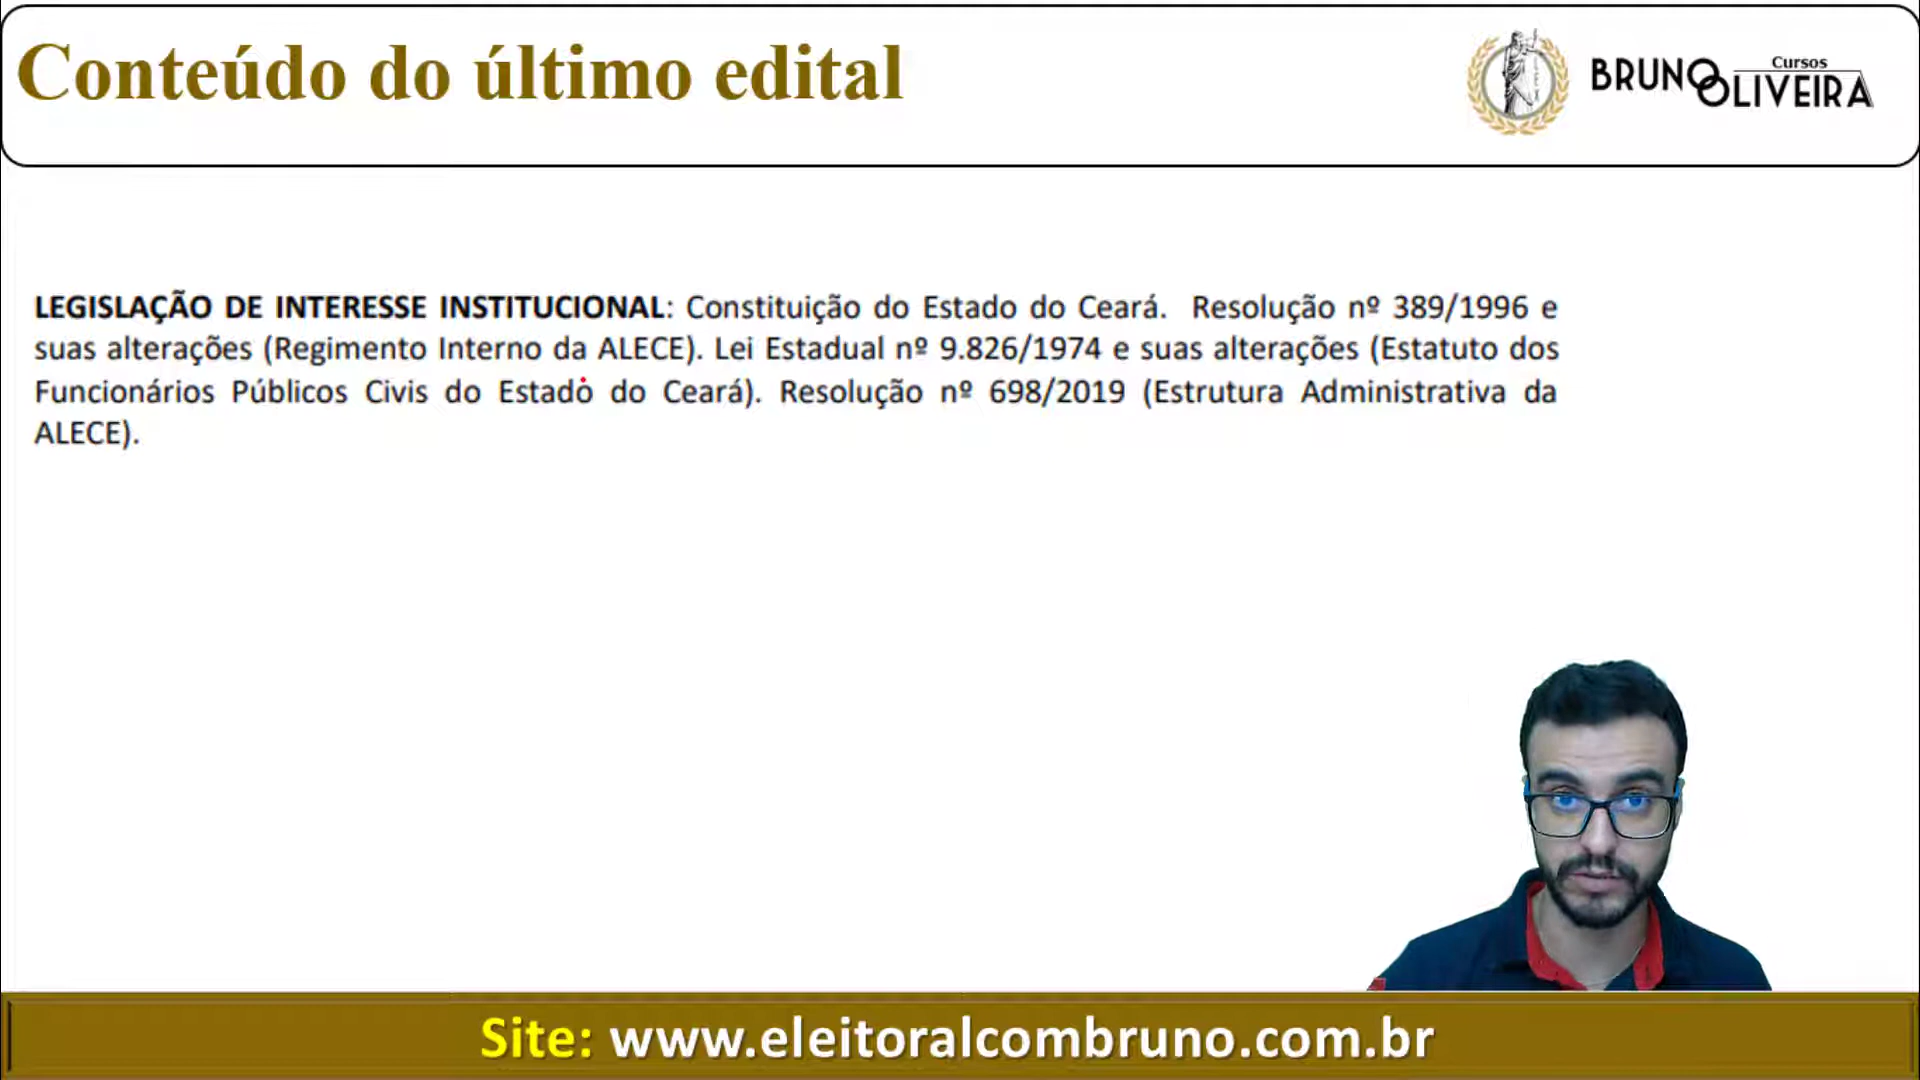 Conteúdo do último edital
Cursos
BRUNO OLIVEIRA
LEGISLAÇÃO DE INTERESSE INSTITUCIONAL: Constituição do Estado do Ceará. Resolução nº 389/1996 e
suas alterações (Regimento Interno da ALECE). Lei Estadual nº 9.826/1974 e suas alterações (Estatuto dos
Funcionários Públicos Civis do Estado do Ceará). Resolução nº 698/2019 (Estrutura Administrativa da
ALECE).
Site: www.eleitoralcombruno.com.br